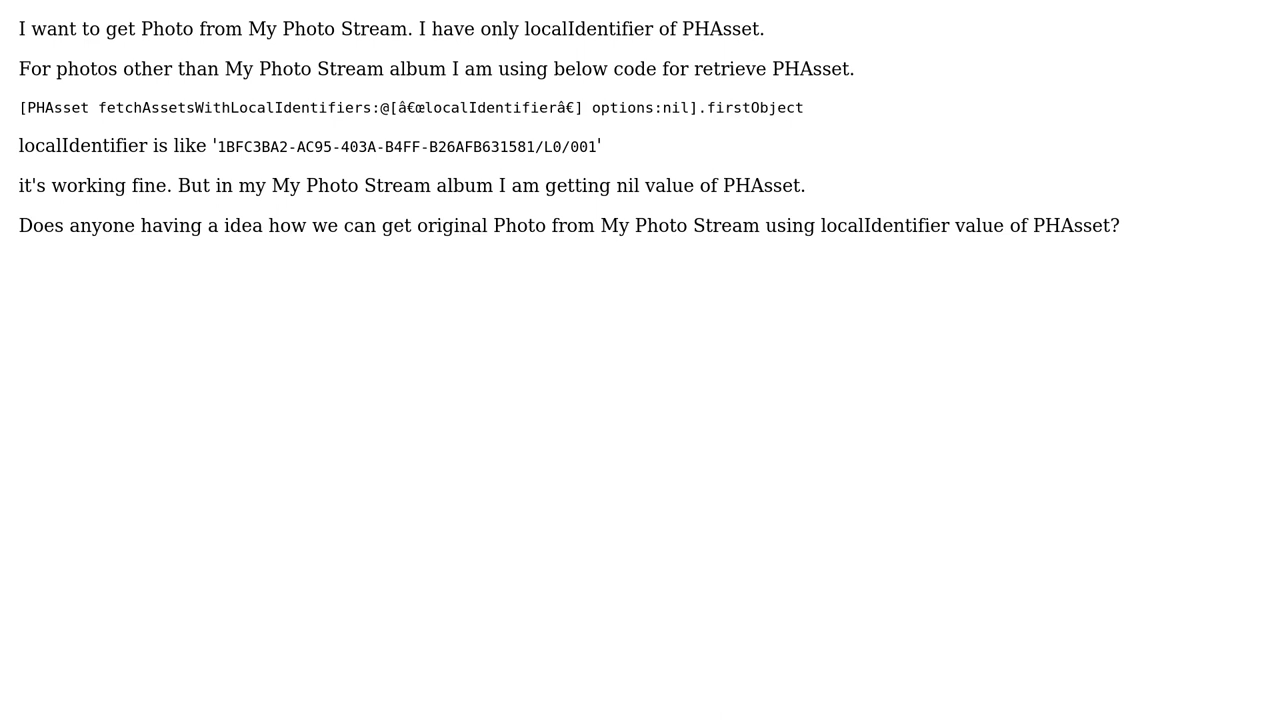 I want to get Photo from My Photo Stream. I have only localIdentifier of PHAsset.
For photos other than My Photo Stream album I am using below code for retrieve PHAsset.
[PHAsset fetchAssetsWithLocalIdentifiers:@[â€œlocalIdentifierâ€] options:nil].firstObject
localIdentifier is like '1BFC3BA2-AC95-403A-B4FF-B26AFB631581/L0/001'
it's working fine. But in my My Photo Stream album I am getting nil value of PHAsset.
Does anyone having a idea how we can get original Photo from My Photo Stream using localIdentifier value of PHAsset?